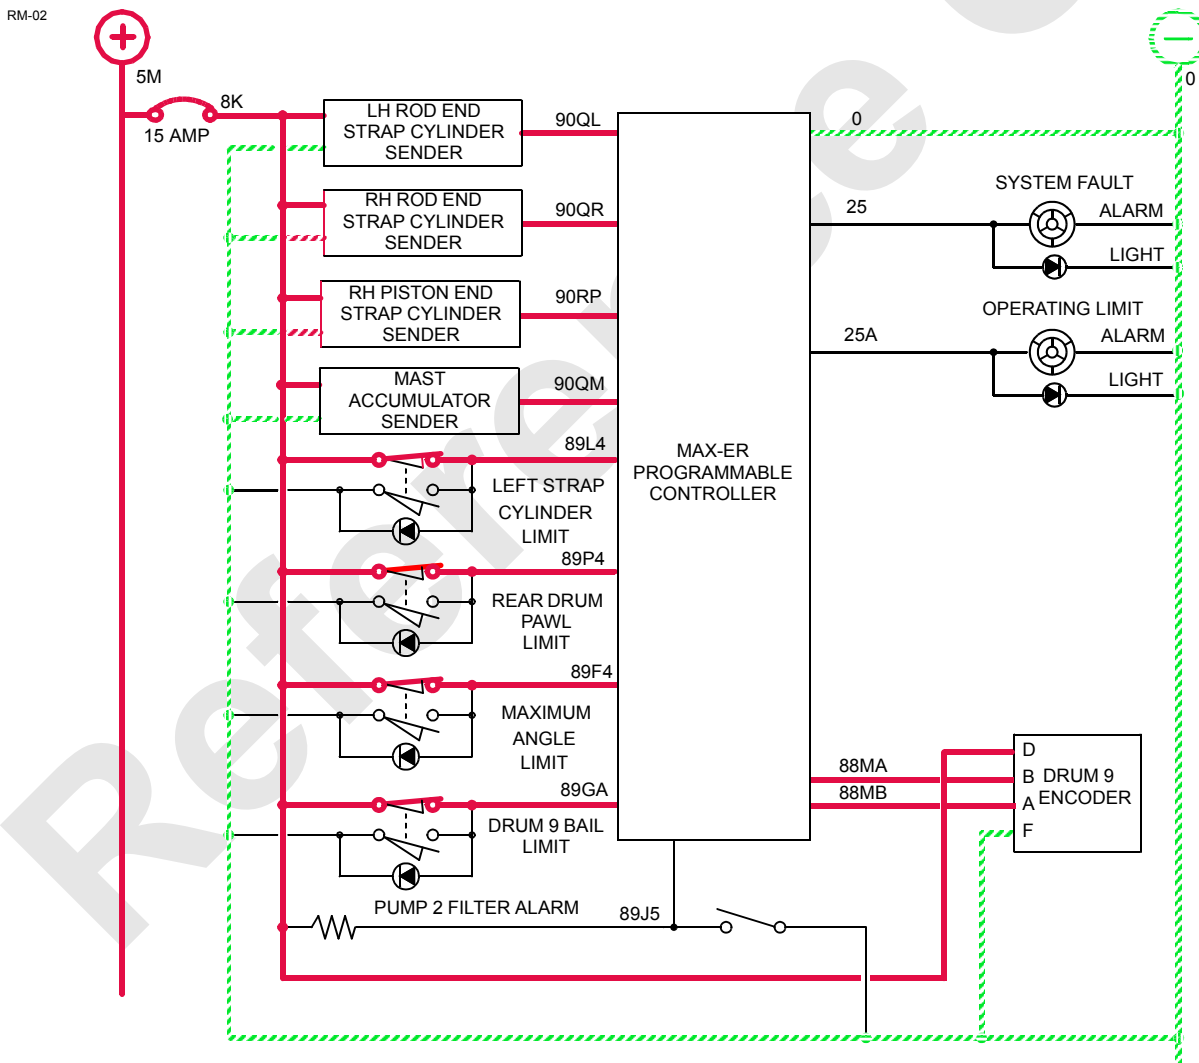 RM-02
5M
8K
15 AMP
0
LH ROD END
STRAP CYLINDER
SENDER
90QL
RH ROD END
STRAP CYLINDER
SENDER
90QR
RH PISTON END
STRAP CYLINDER
SENDER
90RP
MAST
ACCUMULATOR
SENDER
90QM
89L4
LEFT STRAP
CYLINDER
LIMIT
89P4
REAR DRUM
PAWL
LIMIT
89F4
MAXIMUM
ANGLE
LIMIT
89GA
DRUM 9 BAIL
LIMIT
PUMP 2 FILTER ALARM
89J5
MAX-ER
PROGRAMMABLE
CONTROLLER
0
SYSTEM FAULT
25
ALARM
LIGHT
OPERATING LIMIT
25A
ALARM
LIGHT
88MA
88MB
D
B
A
F
DRUM 9
ENCODER
Reference